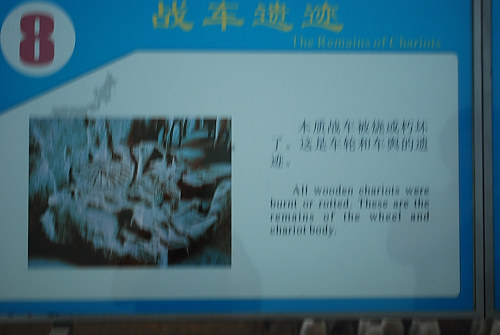 8
战车遗迹
The Remains of Chariots
木质战车被烧或朽坏
了。这是车轮和车舆的遗
迹。
All wooden chariots were
burnt or rotted. These are the
remains of the wheel and
chariot body.